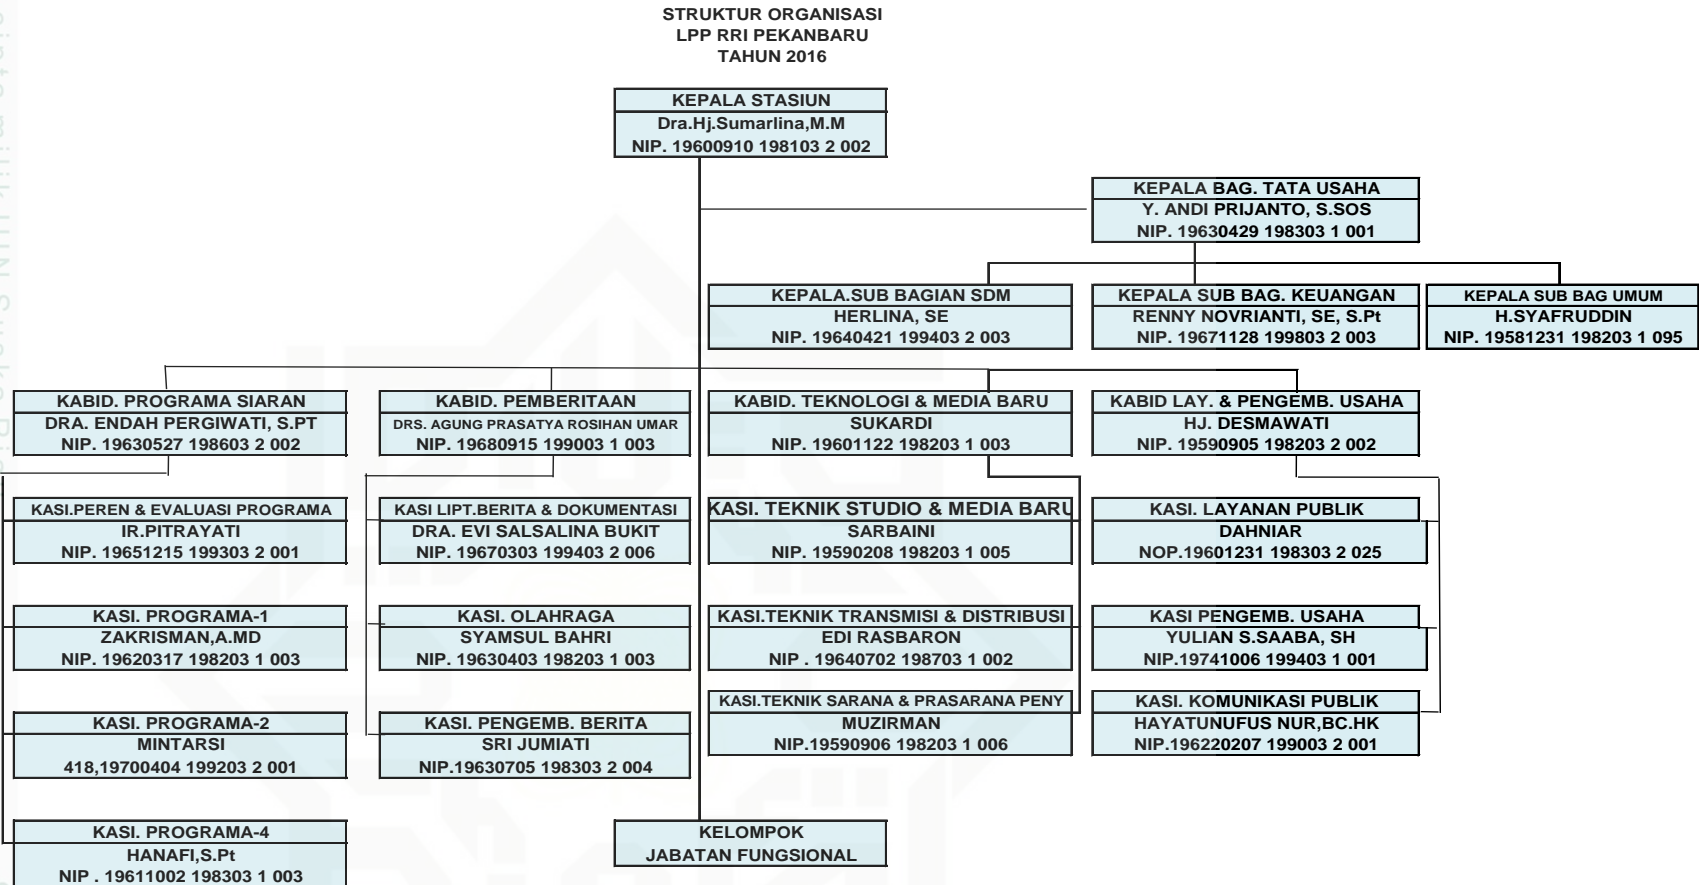 STRUKTUR ORGANISASI
LPP RRI PEKANBARU
TAHUN 2016
KEPALA STASIUN
Dra.Hj.Sumarlina,M.M
NIP. 19600910 198103 2 002
KEPALA BAG. TATA USAHA
Y. ANDI PRIJANTO, S.SOS
NIP. 19630429 198303 1 001
KEPALA.SUB BAGIAN SDM
HERLINA, SE
NIP. 19640421 199403 2 003
KEPALA SUB BAG. KEUANGAN
RENNY NOVRIANTI, SE, S.Pt
NIP. 19671128 199803 2 003
KEPALA SUB BAG UMUM
H.SYAFRUDDIN
NIP. 19581231 198203 1 095
KABID. PROGRAMA SIARAN
DRA. ENDAH PERGIWATI, S.PT
NIP. 19630527 198603 2 002
KABID. PEMBERITAAN
DRS. AGUNG PRASATYA ROSIHAN UMAR
NIP. 19680915 199003 1 003
KABID. TEKNOLOGI & MEDIA BARU
SUKARDI
NIP. 19601122 198203 1 003
KABID LAY. & PENGEMB. USAHA
HJ. DESMAWATI
NIP. 19590905 198203 2 002
KASI.PEREN & EVALUASI PROGRAMA
IR.PITRAYATI
NIP. 19651215 199303 2 001
KASI LIPT.BERITA & DOKUMENTASI
DRA. EVI SALSALINA BUKIT
NIP. 19670303 199403 2 006
KASI. TEKNIK STUDIO & MEDIA BARU
SARBAINI
NIP. 19590208 198203 1 005
KASI. LAYANAN PUBLIK
DAHNIAR
NOP.19601231 198303 2 025
KASI. PROGRAMA-1
ZAKRISMAN,A.MD
NIP. 19620317 198203 1 003
KASI. OLAHRAGA
SYAMSUL BAHRI
NIP. 19630403 198203 1 003
KASI.TEKNIK TRANSMISI & DISTRIBUSI
EDI RASBARON
NIP . 19640702 198703 1 002
KASI PENGEMB. USAHA
YULIAN S.SAABA, SH
NIP.19741006 199403 1 001
KASI. PROGRAMA-2
MINTARSI
418,19700404 199203 2 001
KASI. PENGEMB. BERITA
SRI JUMIATI
NIP.19630705 198303 2 004
KASI.TEKNIK SARANA & PRASARANA PENY
MUZIRMAN
NIP.19590906 198203 1 006
KASI. KOMUNIKASI PUBLIK
HAYATUNUFUS NUR,BC.HK
NIP.196220207 199003 2 001
KASI. PROGRAMA-4
HANAFI,S.Pt
NIP . 19611002 198303 1 003
KELOMPOK
JABATAN FUNGSIONAL